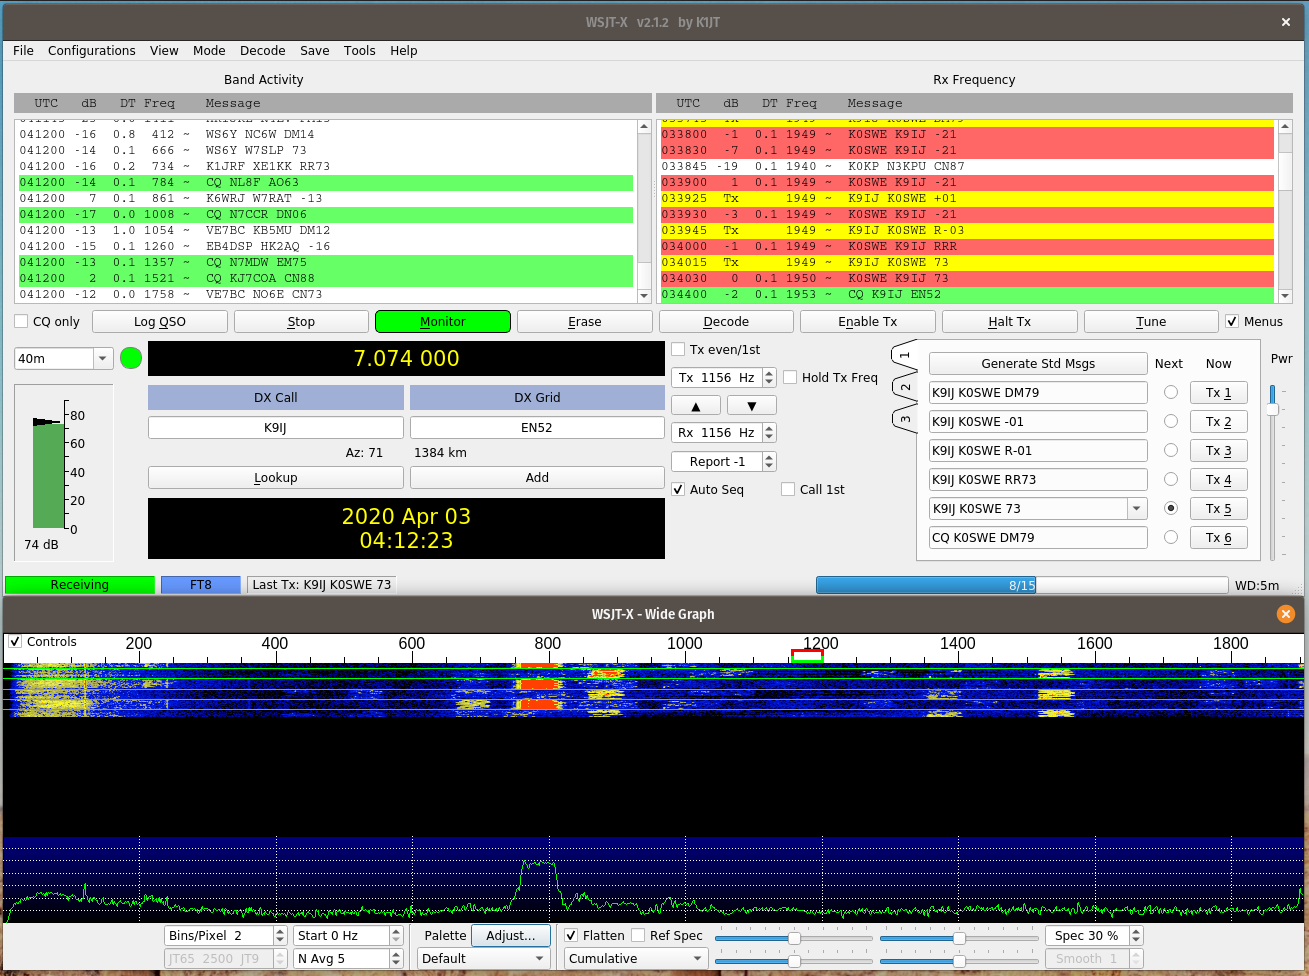 WSJT-X v2.1.2 by K1JT
File Configurations View Mode Decode Save Tools Help
Band Activity
UTC dB DT Freq Message
041200 -16 0.8 412 ~ WS6Y NC6W DM14
041200 -14 0.1 666 ~ WS6Y W7SLP 73
041200 -16 0.2 734 ~ K1JRF XE1KK RR73
041200 -14 0.1 784 ~ CQ NL8F AO63
041200 7 0.1 861 ~ K6WRJ W7RAT -13
041200 -17 0.0 1008 ~ CQ N7CCR DN06
041200 -13 1.0 1054 ~ VE7BC KB5MU DM12
041200 -15 0.1 1260 ~ EB4DSP HK2AQ -16
041200 -13 0.1 1357 ~ CQ N7MDW EM75
041200 2 0.1 1521 ~ CQ KJ7COA CN88
041200 -12 0.0 1758 ~ VE7BC NO6E CN73
Rx Frequency
UTC dB DT Freq Message
033800 -1 0.1 1949 ~ K0SWE K9IJ -21
033830 -7 0.1 1949 ~ K0SWE K9IJ -21
033845 -19 0.1 1940 ~ K0KP N3KPU CN87
033900 1 0.1 1949 ~ K0SWE K9IJ -21
033925 Tx 1949 ~ K9IJ K0SWE +01
033930 -3 0.1 1949 ~ K0SWE K9IJ -21
033945 Tx 1949 ~ K9IJ K0SWE R-03
034000 -1 0.1 1949 ~ K0SWE K9IJ RRR
034015 Tx 1949 ~ K9IJ K0SWE 73
034030 0 0.1 1950 ~ K0SWE K9IJ 73
034400 -2 0.1 1953 ~ CQ K9IJ EN52
CQ only Log QSO Stop Monitor Erase Decode Enable Tx Halt Tx Tune Menus
40m
7.074 000
DX Call DX Grid
K9IJ EN52
Az: 71 1384 km
Lookup Add
2020 Apr 03
04:12:23
80
60
40
20
0
74 dB
Tx even/1st
Tx 1156 Hz Hold Tx Freq
▲ ▼
Rx 1156 Hz
Report -1
Auto Seq Call 1st
1
2
3
Generate Std Msgs Next Now Pwr
K9IJ K0SWE DM79 Tx 1
K9IJ K0SWE -01 Tx 2
K9IJ K0SWE R-01 Tx 3
K9IJ K0SWE RR73 Tx 4
K9IJ K0SWE 73 Tx 5
CQ K0SWE DM79 Tx 6
Receiving FT8 Last Tx: K9IJ K0SWE 73 8/15 WD:5m
WSJT-X - Wide Graph
Controls 200 400 600 800 1000 1200 1400 1600 1800
Bins/Pixel 2 Start 0 Hz Palette Adjust... Flatten Ref Spec Spec 30 %
JT65 2500 JT9 N Avg 5 Default Cumulative Smooth 1